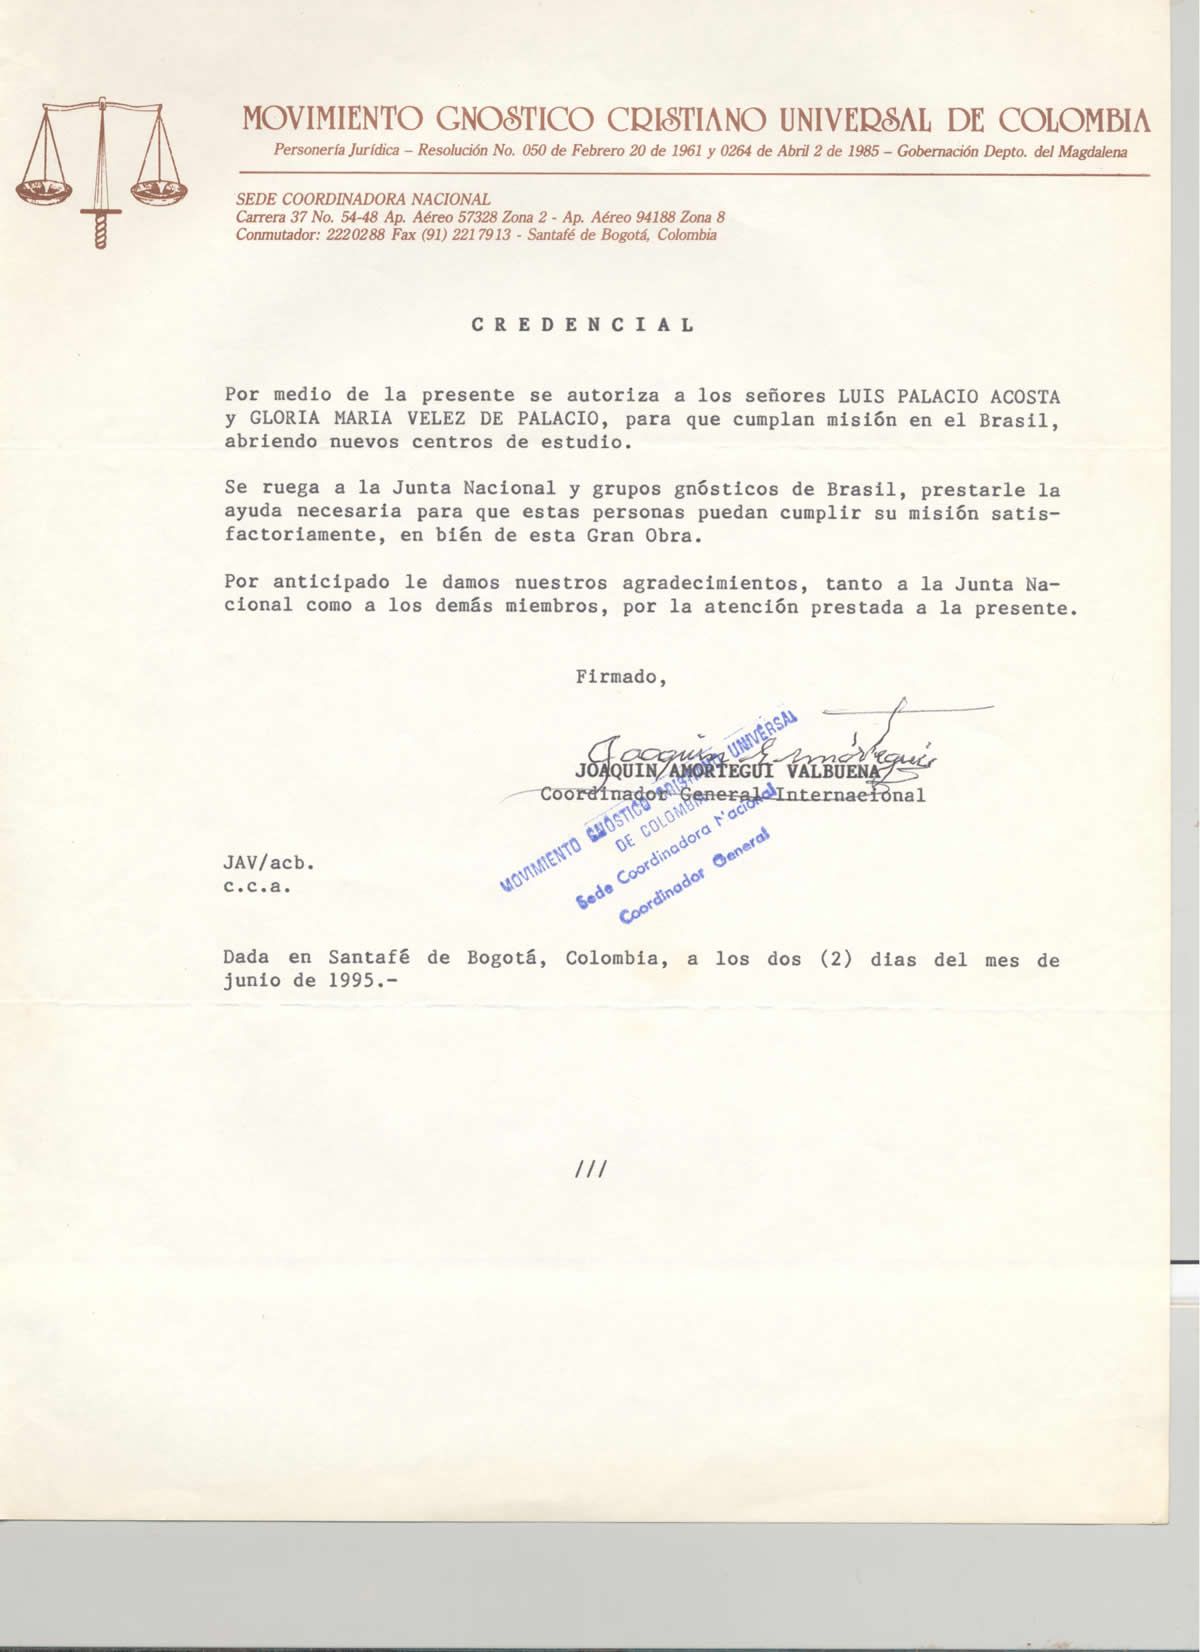 MOVIMIENTO GNOSTICO CRISTIANO UNIVERSAL DE COLOMBIA
Personería Jurídica – Resolución No. 050 de Febrero 20 de 1961 y 0264 de Abril 2 de 1985 – Gobernación Depto. del Magdalena
SEDE COORDINADORA NACIONAL
Carrera 37 No. 54-48 Ap. Aéreo 57328 Zona 2 - Ap. Aéreo 94188 Zona 8
Conmutador: 2220288 Fax (91) 2217913 - Santafé de Bogotá, Colombia
C R E D E N C I A L
Por medio de la presente se autoriza a los señores LUIS PALACIO ACOSTA
y GLORIA MARIA VELEZ DE PALACIO, para que cumplan misión en el Brasil,
abriendo nuevos centros de estudio.
Se ruega a la Junta Nacional y grupos gnósticos de Brasil, prestarle la
ayuda necesaria para que estas personas puedan cumplir su misión satis-
factoriamente, en bién de esta Gran Obra.
Por anticipado le damos nuestros agradecimientos, tanto a la Junta Na-
cional como a los demás miembros, por la atención prestada a la presente.
Firmado,
Joaquin E Amórtegui
JOAQUIN AMORTEGUI VALBUENA
Coordinador General Internacional
MOVIMIENTO GNÓSTICO CRISTIANO UNIVERSAL
DE COLOMBIA
Sede Coordinadora Nacional
Coordinador General
JAV/acb.
c.c.a.
Dada en Santafé de Bogotá, Colombia, a los dos (2) dias del mes de
junio de 1995.-
///